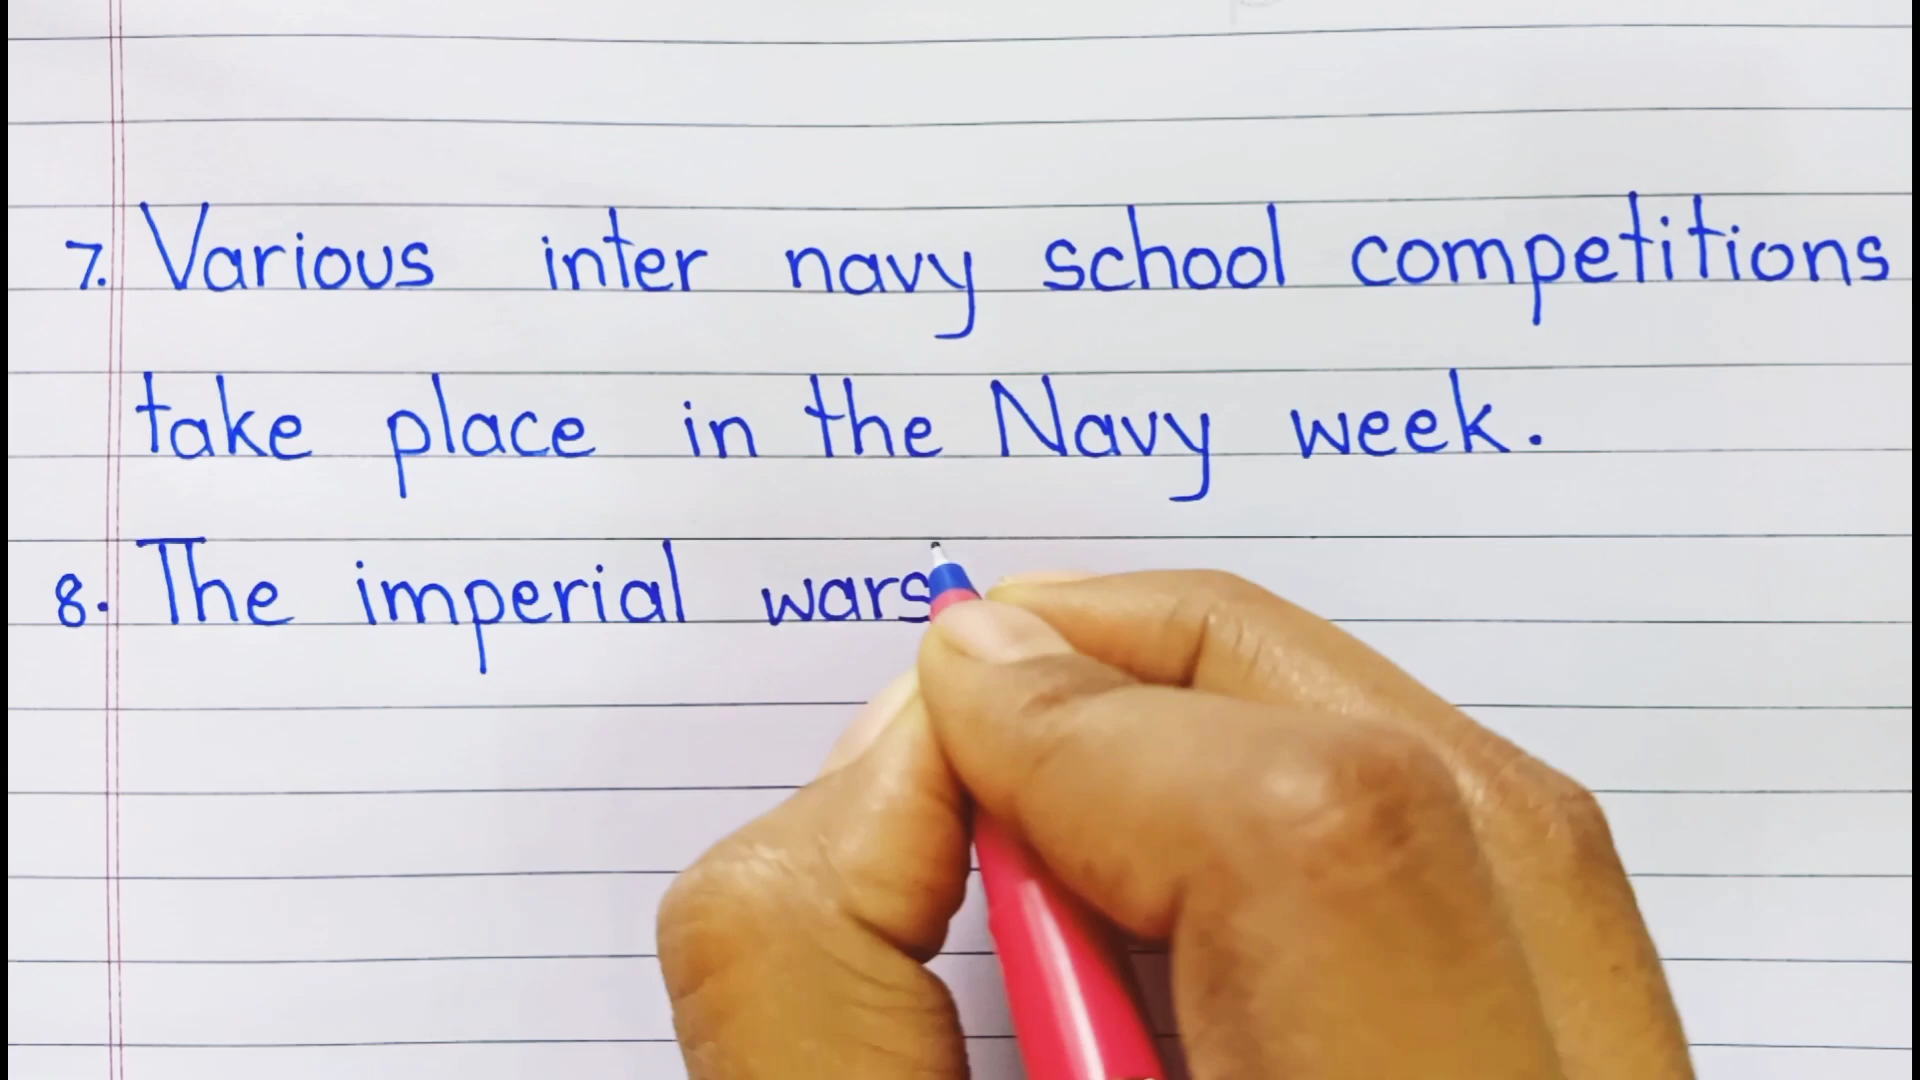 7. Various inter navy school competitions
take place in the Navy week.
8. The imperial wars